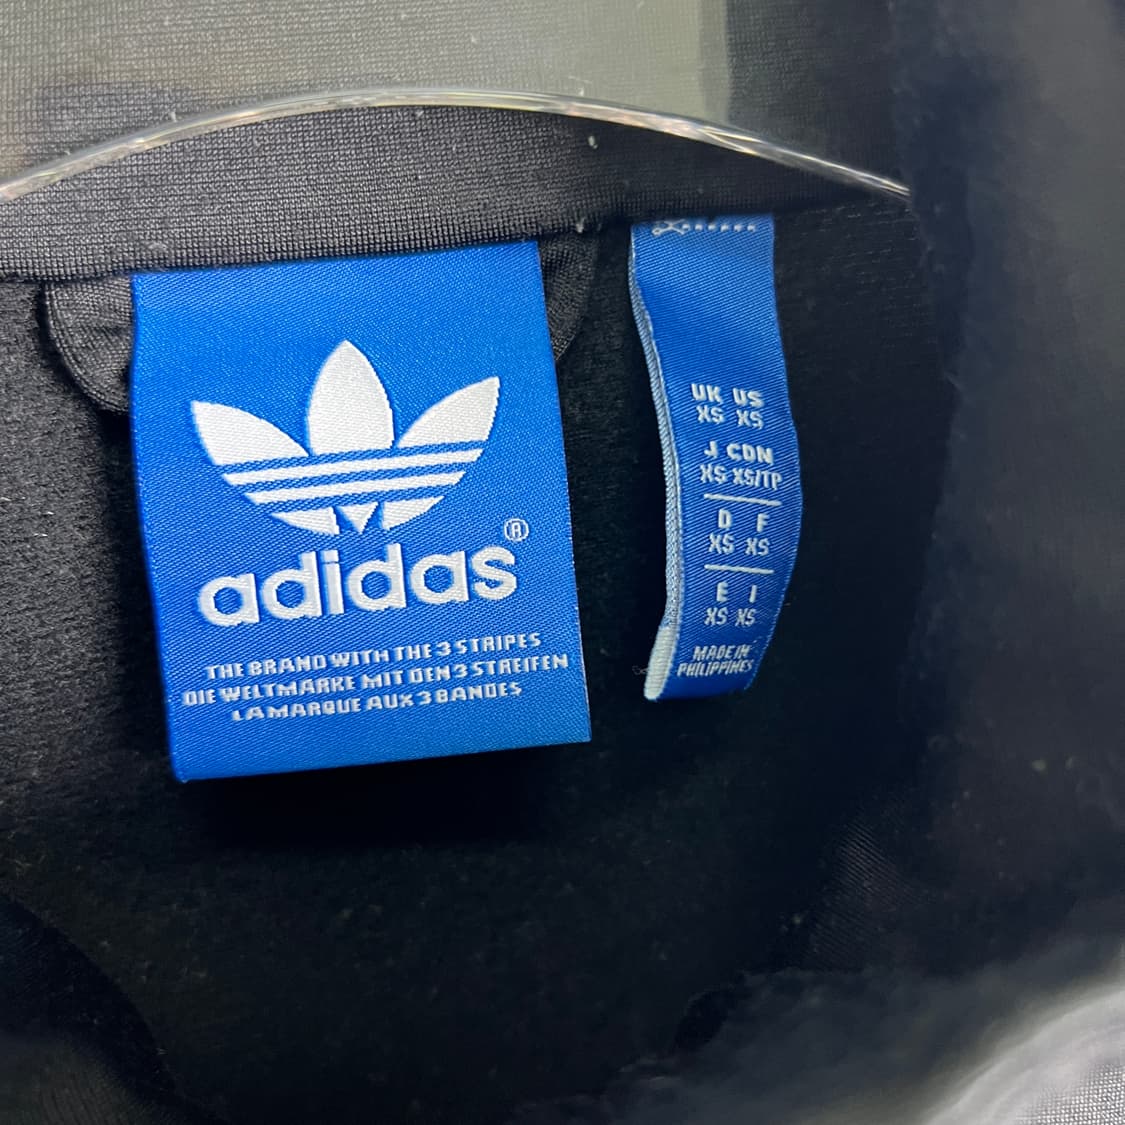 adidas®
THE BRAND WITH THE 3 STRIPES
DIE WELTMARKE MIT DEN 3 STREIFEN
LA MARQUE AUX 3 BANDES
UK US
XS XS
J CDN
XS XS/TP
D F
XS XS
E I
XS XS
MADE IN
PHILIPPINES